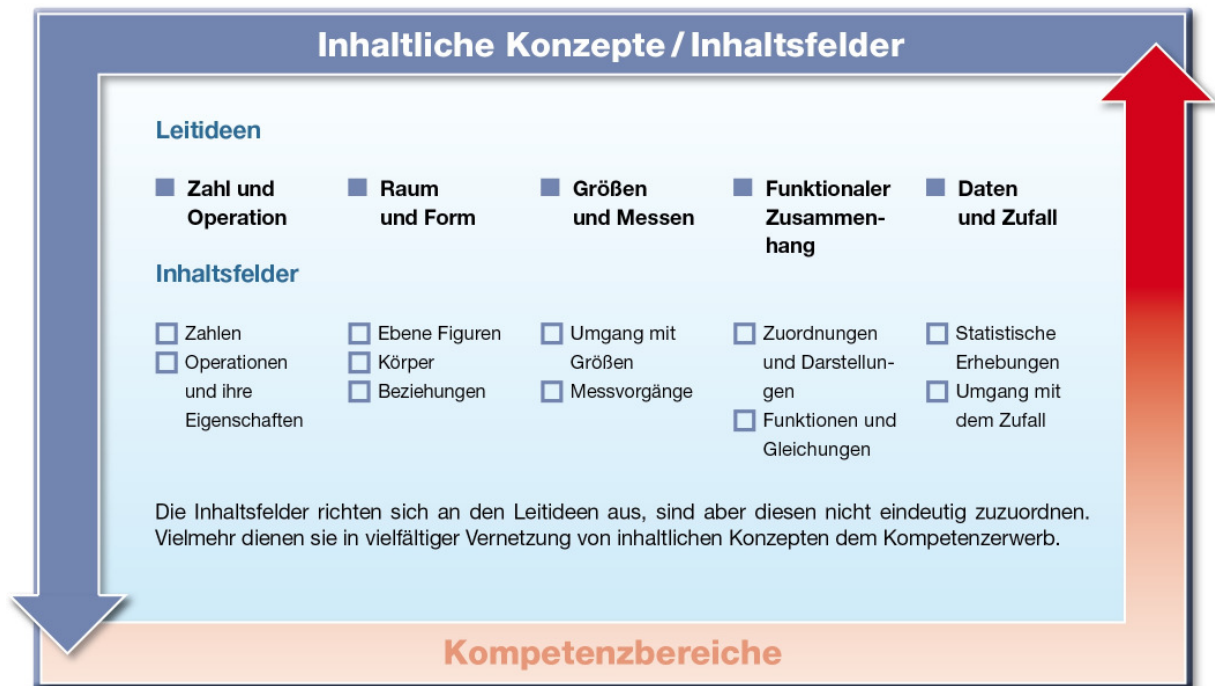 Inhaltliche Konzepte / Inhaltsfelder
Leitideen
Zahl und
Operation
Raum
und Form
Größen
und Messen
Funktionaler
Zusammen-
hang
Daten
und Zufall
Inhaltsfelder
Zahlen
Operationen
und ihre
Eigenschaften
Ebene Figuren
Körper
Beziehungen
Umgang mit
Größen
Messvorgänge
Zuordnungen
und Darstellun-
gen
Funktionen und
Gleichungen
Statistische
Erhebungen
Umgang mit
dem Zufall
Die Inhaltsfelder richten sich an den Leitideen aus, sind aber diesen nicht eindeutig zuzuordnen.
Vielmehr dienen sie in vielfältiger Vernetzung von inhaltlichen Konzepten dem Kompetenzerwerb.
Kompetenzbereiche